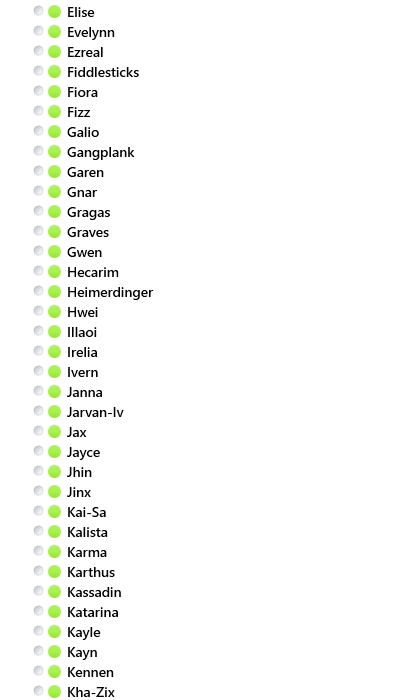 Elise
Evelynn
Ezreal
Fiddlesticks
Fiora
Fizz
Galio
Gangplank
Garen
Gnar
Gragas
Graves
Gwen
Hecarim
Heimerdinger
Hwei
Illaoi
Irelia
Ivern
Janna
Jarvan-Iv
Jax
Jayce
Jhin
Jinx
Kai-Sa
Kalista
Karma
Karthus
Kassadin
Katarina
Kayle
Kayn
Kennen
Kha-Zix